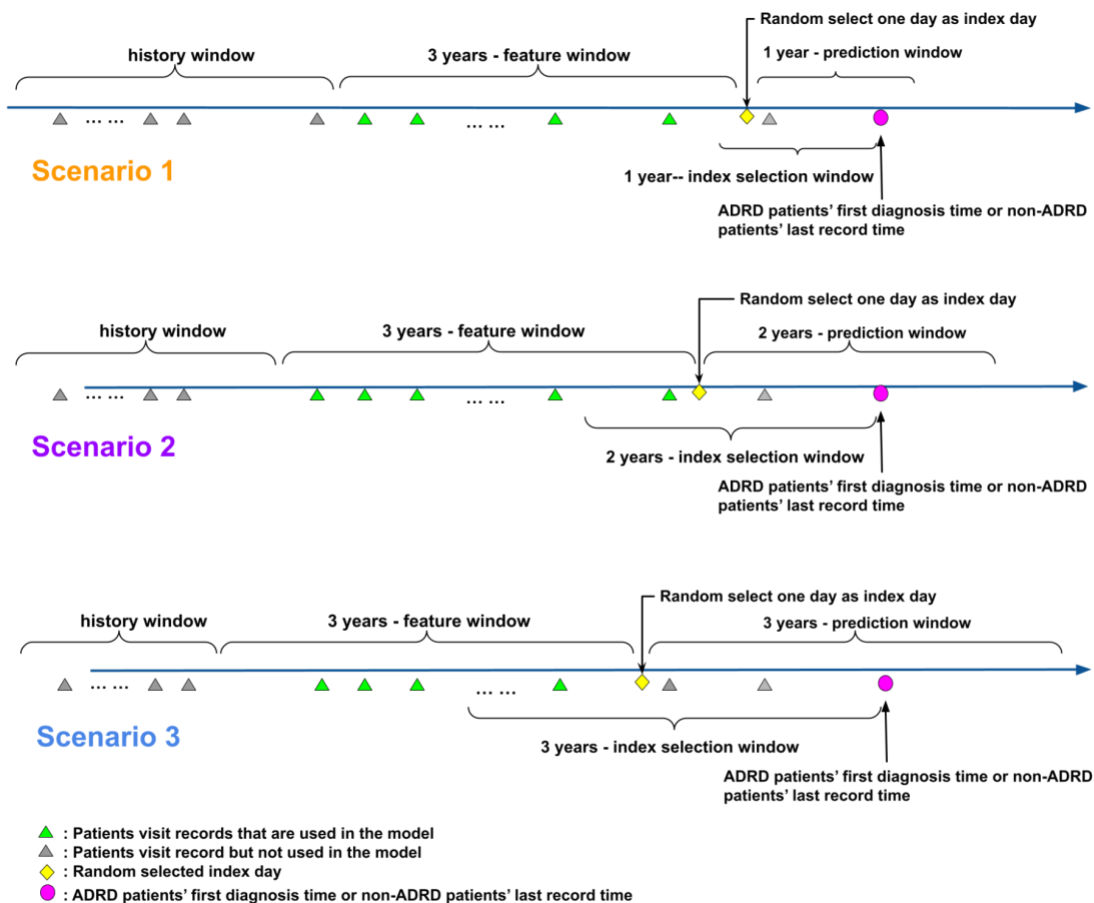 Random select one day as index day
history window
3 years - feature window
1 year - prediction window
... ...
... ...
Scenario 1
1 year-- index selection window
ADRD patients’ first diagnosis time or non-ADRD
patients’ last record time
Random select one day as index day
history window
3 years - feature window
2 years - prediction window
... ...
... ...
Scenario 2
2 years - index selection window
ADRD patients’ first diagnosis time or non-ADRD
patients’ last record time
Random select one day as index day
history window
3 years - feature window
3 years - prediction window
... ...
... ...
Scenario 3
3 years - index selection window
ADRD patients’ first diagnosis time or non-ADRD
patients’ last record time
: Patients visit records that are used in the model
: Patients visit record but not used in the model
: Random selected index day
: ADRD patients’ first diagnosis time or non-ADRD patients’ last record time